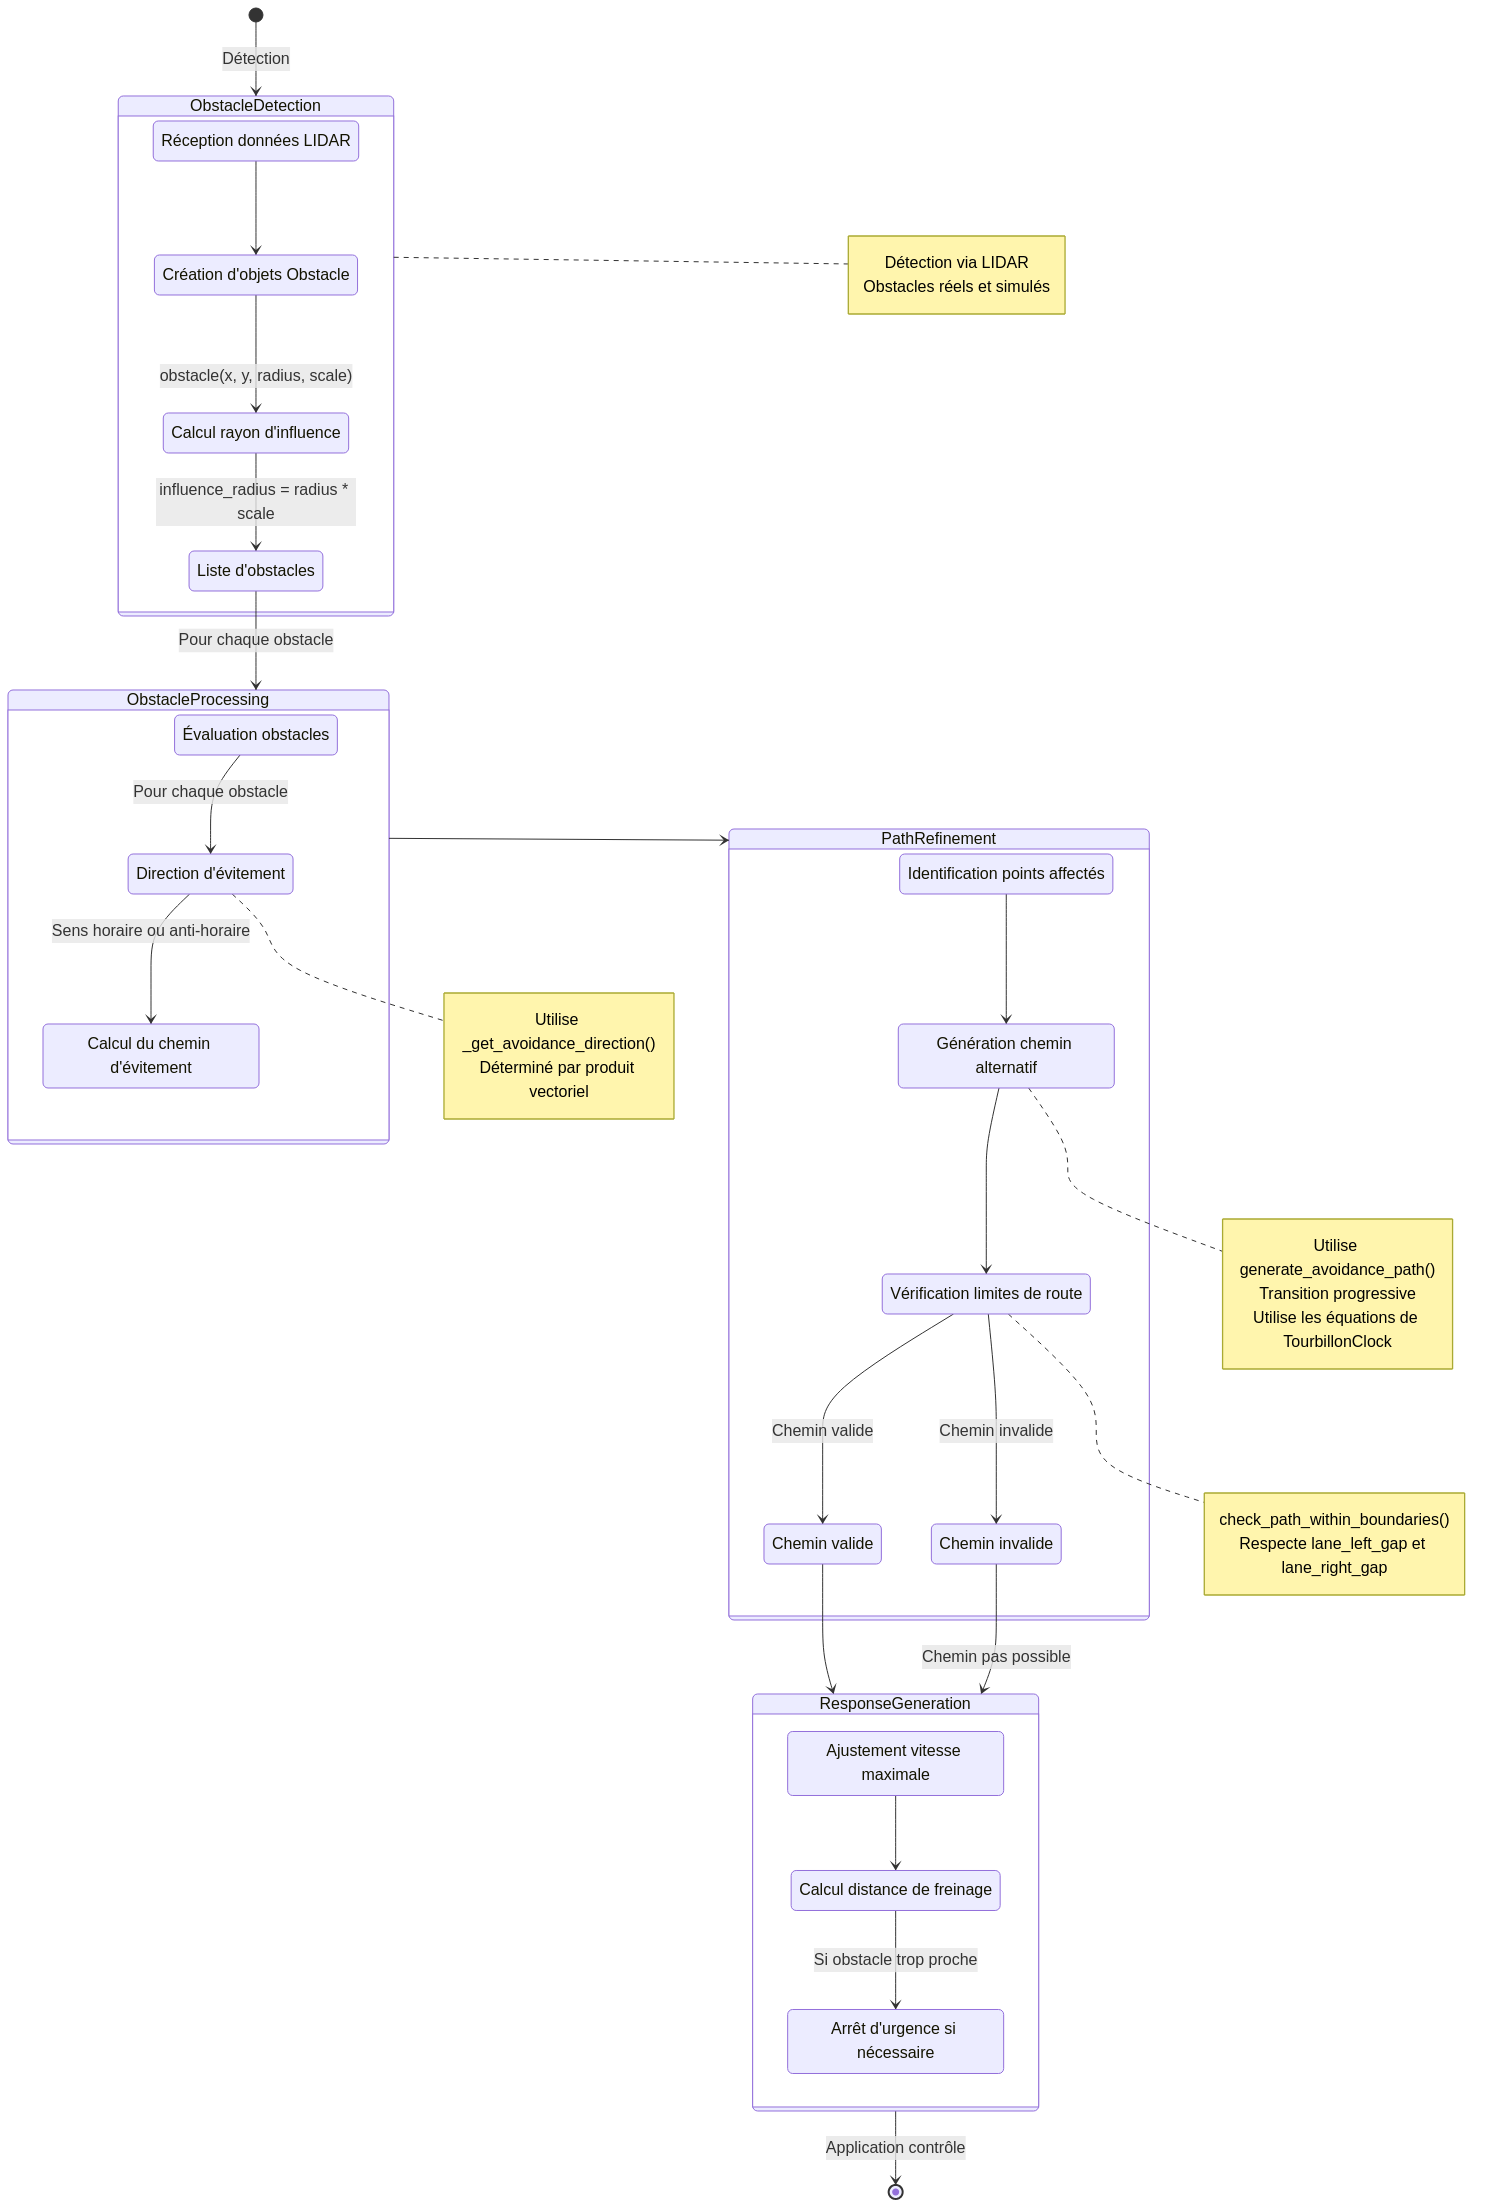 Détection
ObstacleDetection
Réception données LIDAR
Création d'objets Obstacle
Détection via LIDAR
Obstacles réels et simulés
obstacle(x, y, radius, scale)
Calcul rayon d'influence
influence_radius = radius *
scale
Liste d'obstacles
Pour chaque obstacle
ObstacleProcessing
Évaluation obstacles
Pour chaque obstacle
Direction d'évitement
Sens horaire ou anti-horaire
Calcul du chemin
d'évitement
Utilise
_get_avoidance_direction()
Déterminé par produit
vectoriel
PathRefinement
Identification points affectés
Génération chemin
alternatif
Utilise
generate_avoidance_path()
Transition progressive
Utilise les équations de
TourbillonClock
Vérification limites de route
Chemin valide
Chemin invalide
check_path_within_boundaries()
Respecte lane_left_gap et
lane_right_gap
Chemin valide
Chemin invalide
Chemin pas possible
ResponseGeneration
Ajustement vitesse
maximale
Calcul distance de freinage
Si obstacle trop proche
Arrêt d'urgence si
nécessaire
Application contrôle